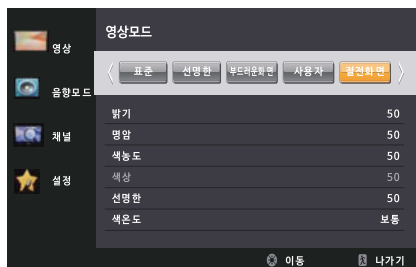 영상모드
영상
음향모드
채널
설정
표준 선명한 부드러운화면 사용자 절전화면
밝기 50
명암 50
색농도 50
색상 50
선명한 50
색온도 보통
이동 나가기